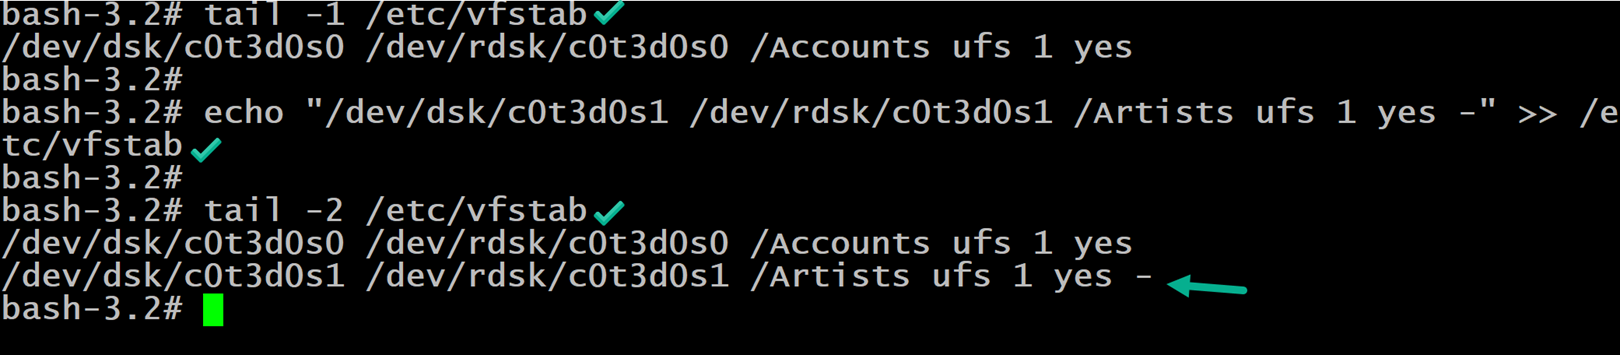 bash-3.2# tail -1 /etc/vfstab
/dev/dsk/c0t3d0s0 /dev/rdsk/c0t3d0s0 /Accounts ufs 1 yes
bash-3.2#
bash-3.2# echo "/dev/dsk/c0t3d0s1 /dev/rdsk/c0t3d0s1 /Artists ufs 1 yes -" >> /e
tc/vfstab
bash-3.2#
bash-3.2# tail -2 /etc/vfstab
/dev/dsk/c0t3d0s0 /dev/rdsk/c0t3d0s0 /Accounts ufs 1 yes
/dev/dsk/c0t3d0s1 /dev/rdsk/c0t3d0s1 /Artists ufs 1 yes -
bash-3.2#